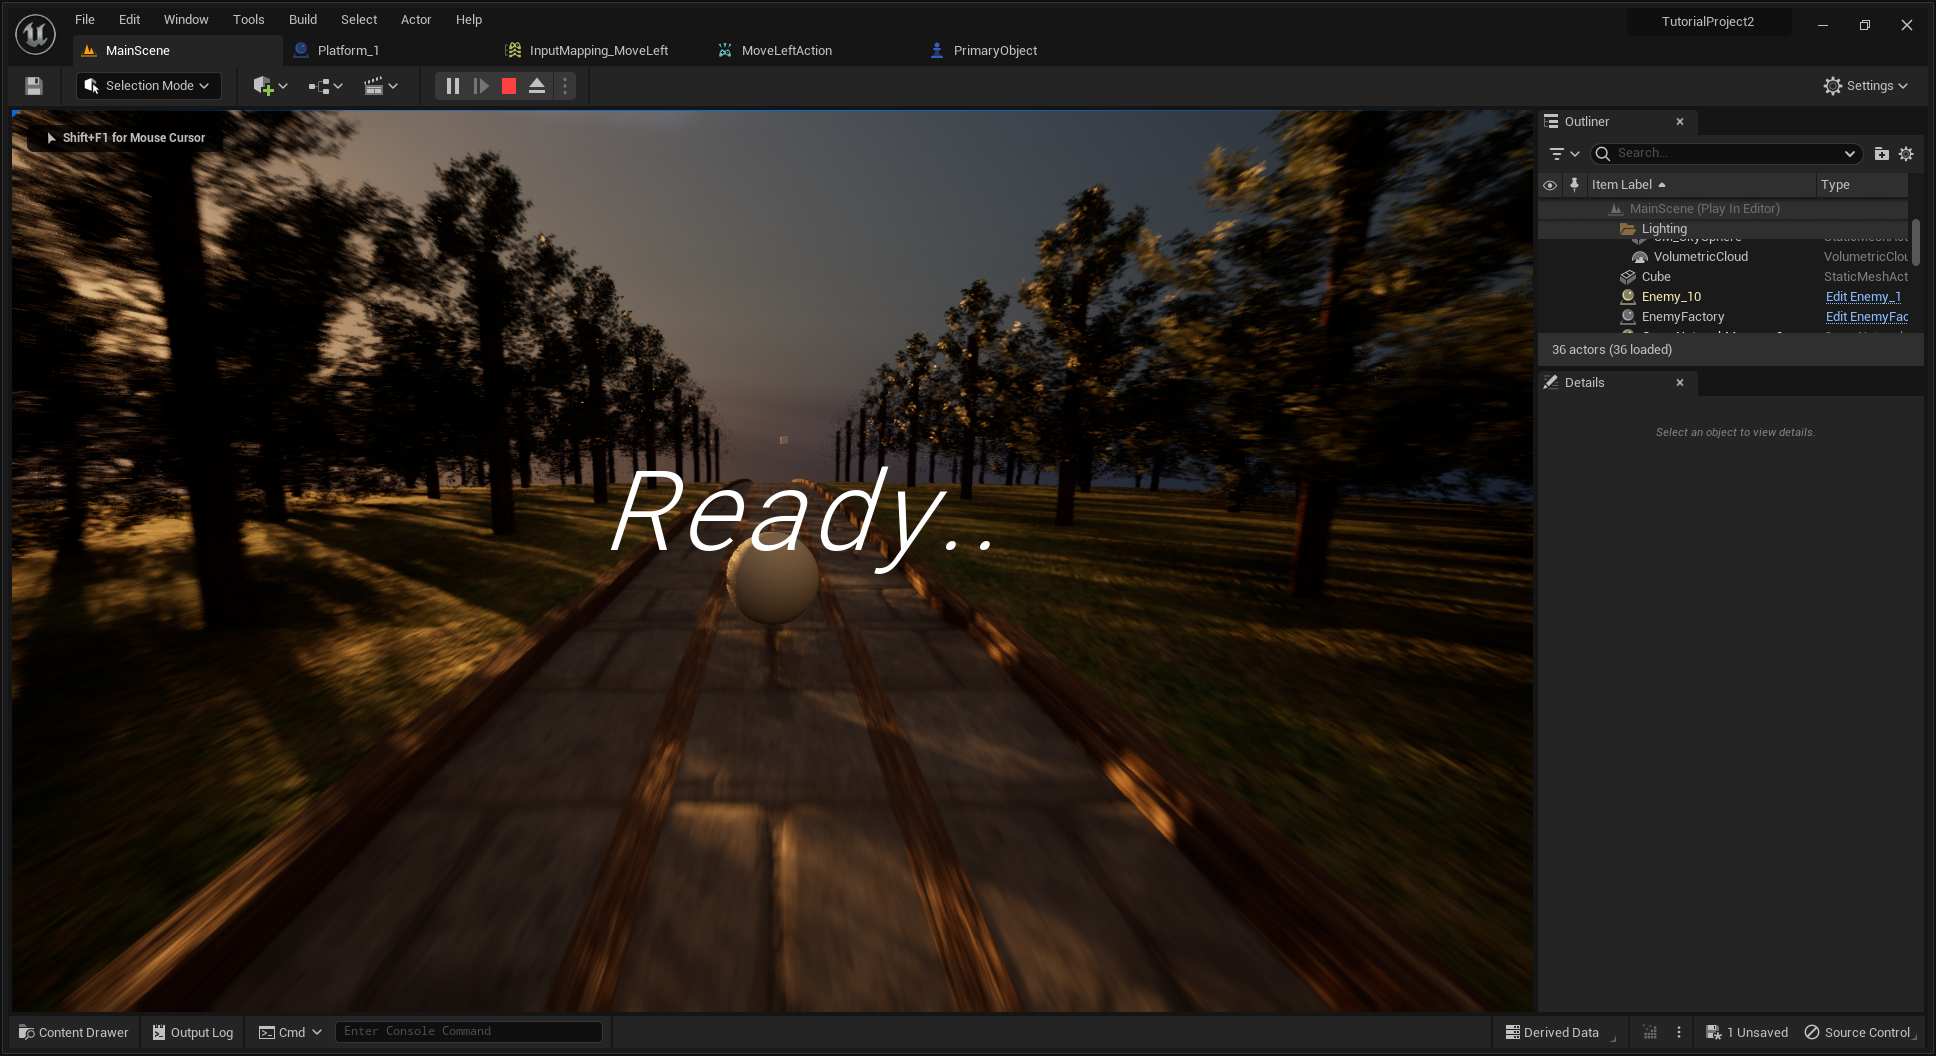 File Edit Window Tools Build Select Actor Help
TutorialProject2
MainScene
Platform_1
InputMapping_MoveLeft
MoveLeftAction
PrimaryObject
Selection Mode
Settings
Shift+F1 for Mouse Cursor
Outliner
Search...
Item Label Type
MainScene (Play In Editor)
Lighting
SM_SkySphere StaticMeshAct
VolumetricCloud VolumetricClou
Cube StaticMeshAct
Enemy_10 Edit Enemy_1
EnemyFactory Edit EnemyFac
36 actors (36 loaded)
Details
Select an object to view details.
Ready..
Content Drawer
Output Log
Cmd
Enter Console Command
Derived Data
1 Unsaved
Source Control